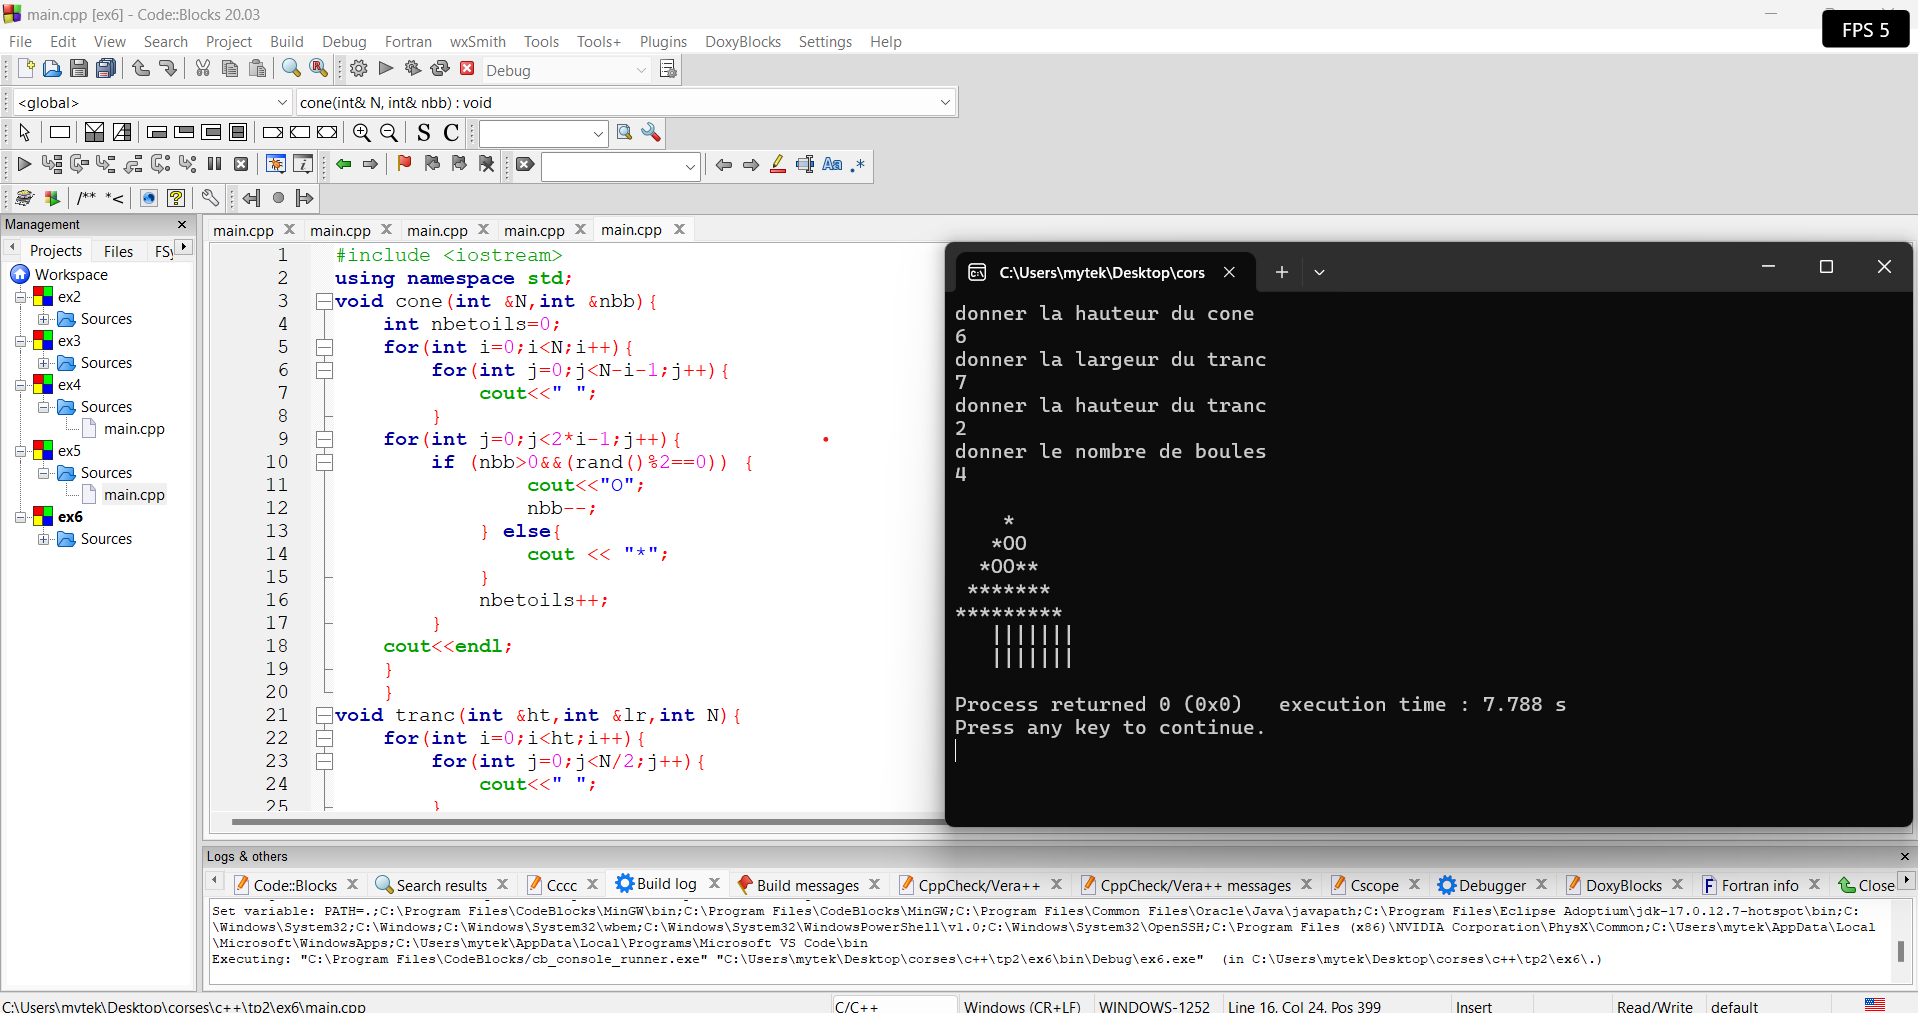 main.cpp [ex6] - Code::Blocks 20.03
FPS 5
File Edit View Search Project Build Debug Fortran wxSmith Tools Tools+ Plugins DoxyBlocks Settings Help
Debug
<global> cone(int& N, int& nbb) : void
S C
Aa .*
/** *<
Management
Projects Files FSy
Workspace
ex2
Sources
ex3
Sources
ex4
Sources
main.cpp
ex5
Sources
main.cpp
ex6
Sources
main.cpp main.cpp main.cpp main.cpp main.cpp
1 #include <iostream>
2 using namespace std;
3 void cone(int &N,int &nbb){
4 int nbetoils=0;
5 for(int i=0;i<N;i++){
6 for(int j=0;j<N-i-1;j++){
7 cout<<" ";
8 }
9 for(int j=0;j<2*i-1;j++){
10 if (nbb>0&&(rand()%2==0)) {
11 cout<<"O";
12 nbb--;
13 } else{
14 cout << "*";
15 }
16 nbetoils++;
17 }
18 cout<<endl;
19 }
20 }
21 void tranc(int &ht,int &lr,int N){
22 for(int i=0;i<ht;i++){
23 for(int j=0;j<N/2;j++){
24 cout<<" ";
25 }
C:\Users\mytek\Desktop\cors
donner la hauteur du cone
6
donner la largeur du tranc
7
donner la hauteur du tranc
2
donner le nombre de boules
4
*
*OO
*OO**
*******
*********
|||||||
|||||||
Process returned 0 (0x0) execution time : 7.788 s
Press any key to continue.
Logs & others
Code::Blocks Search results Cccc Build log Build messages CppCheck/Vera++ CppCheck/Vera++ messages Cscope Debugger DoxyBlocks Fortran info Close
Set variable: PATH=.;C:\Program Files\CodeBlocks\MinGW\bin;C:\Program Files\CodeBlocks\MinGW;C:\Program Files\Common Files\Oracle\Java\javapath;C:\Program Files\Eclipse Adoptium\jdk-17.0.12.7-hotspot\bin;C:
\Windows\System32;C:\Windows;C:\Windows\System32\wbem;C:\Windows\System32\WindowsPowerShell\v1.0;C:\Windows\System32\OpenSSH;C:\Program Files (x86)\NVIDIA Corporation\PhysX\Common;C:\Users\mytek\AppData\Local
\Microsoft\WindowsApps;C:\Users\mytek\AppData\Local\Programs\Microsoft VS Code\bin
Executing: "C:\Program Files\CodeBlocks/cb_console_runner.exe" "C:\Users\mytek\Desktop\corses\c++\tp2\ex6\bin\Debug\ex6.exe" (in C:\Users\mytek\Desktop\corses\c++\tp2\ex6\.)
C:\Users\mytek\Desktop\corses\c++\tp2\ex6\main.cpp C/C++ Windows (CR+LF) WINDOWS-1252 Line 16, Col 24, Pos 399 Insert Read/Write default